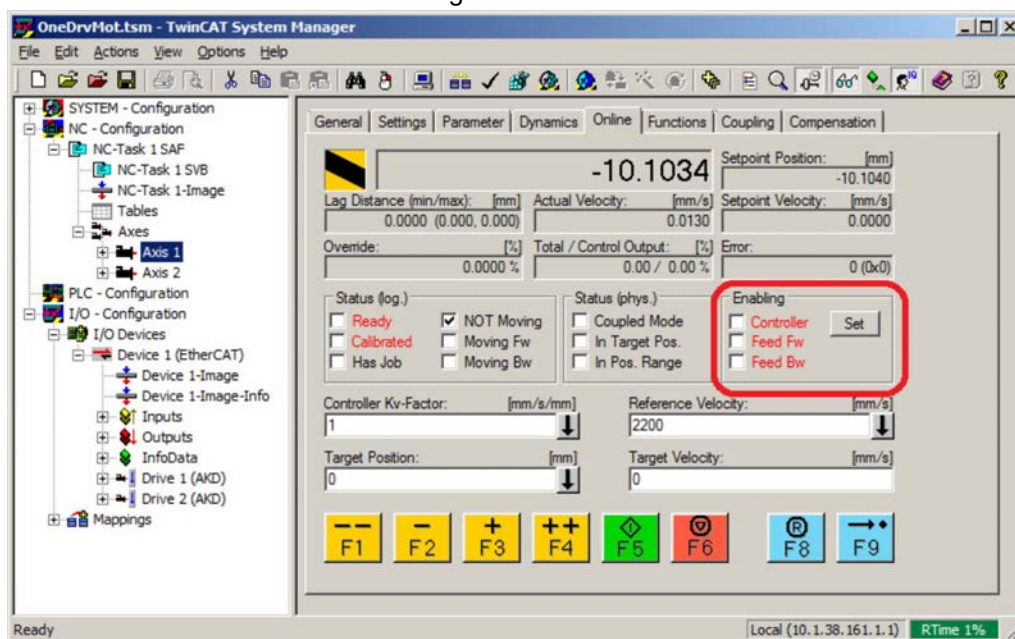 OneDrvMot.tsm - TwinCAT System Manager
File Edit Actions View Options Help
SYSTEM - Configuration
NC - Configuration
NC-Task 1 SAF
NC-Task 1 SVB
NC-Task 1-Image
Tables
Axes
Axis 1
Axis 2
PLC - Configuration
I/O - Configuration
I/O Devices
Device 1 (EtherCAT)
Device 1-Image
Device 1-Image-Info
Inputs
Outputs
InfoData
Drive 1 (AKD)
Drive 2 (AKD)
Mappings
General Settings Parameter Dynamics Online Functions Coupling Compensation
-10.1034
Setpoint Position: [mm]
-10.1040
Lag Distance (min/max): [mm] Actual Velocity: [mm/s] Setpoint Velocity: [mm/s]
0.0000 (0.000, 0.000) 0.0130 0.0000
Override: [%] Total / Control Output: [%] Error:
0.0000 % 0.00 / 0.00 % 0 (0x0)
Status (log.) Status (phys.) Enabling
Ready NOT Moving Coupled Mode Controller Set
Calibrated Moving Fw In Target Pos. Feed Fw
Has Job Moving Bw In Pos. Range Feed Bw
Controller Kv-Factor: [mm/s/mm] Reference Velocity: [mm/s]
1 2200
Target Position: [mm] Target Velocity: [mm/s]
0 0
-- - + ++ R
F1 F2 F3 F4 F5 F6 F8 F9
Ready Local (10.1.38.161.1.1) RTime 1%